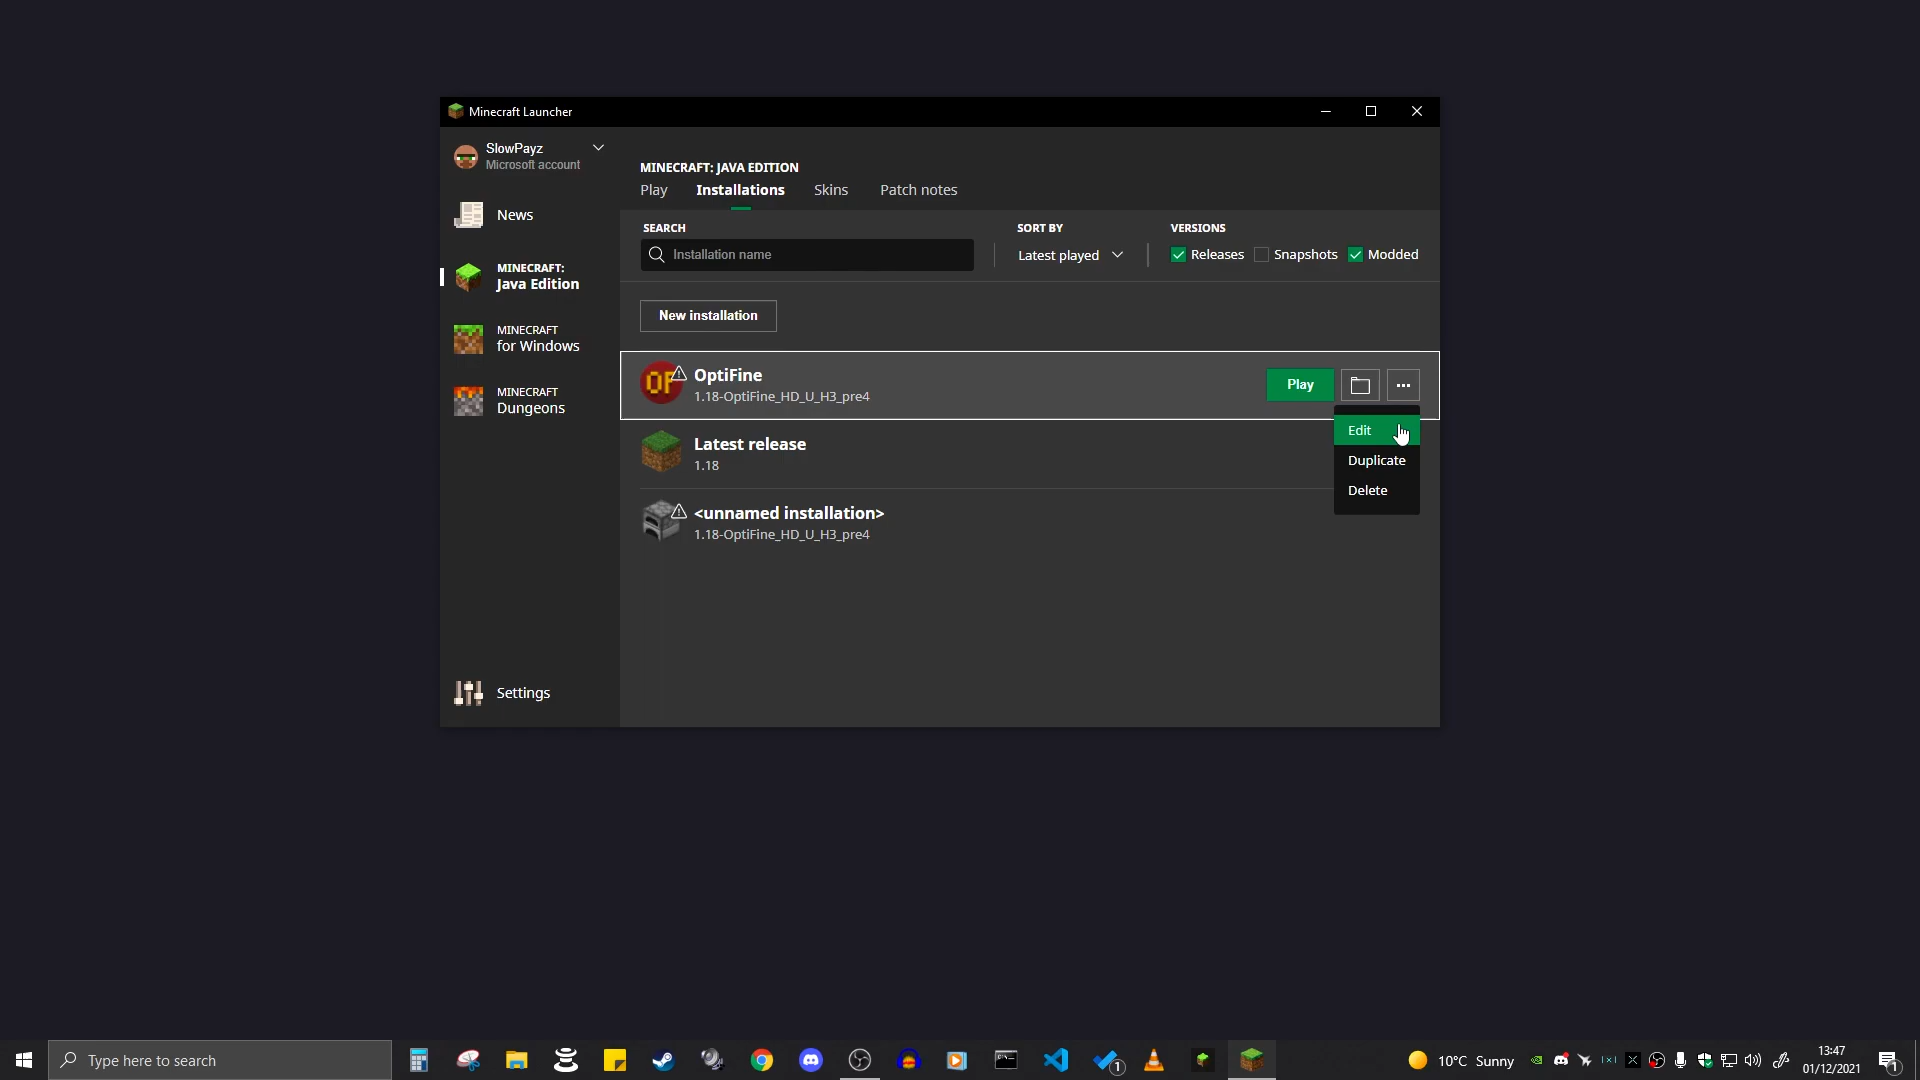 Minecraft Launcher
SlowPayz
Microsoft account
News
MINECRAFT:
Java Edition
MINECRAFT
for Windows
MINECRAFT
Dungeons
Settings
MINECRAFT: JAVA EDITION
Play Installations Skins Patch notes
SEARCH
Installation name
SORT BY
Latest played
VERSIONS
Releases Snapshots Modded
New installation
OF
OptiFine
1.18-OptiFine_HD_U_H3_pre4
Play
...
Edit
Duplicate
Delete
Latest release
1.18
<unnamed installation>
1.18-OptiFine_HD_U_H3_pre4
Type here to search
1
10°C Sunny
13:47
01/12/2021
1